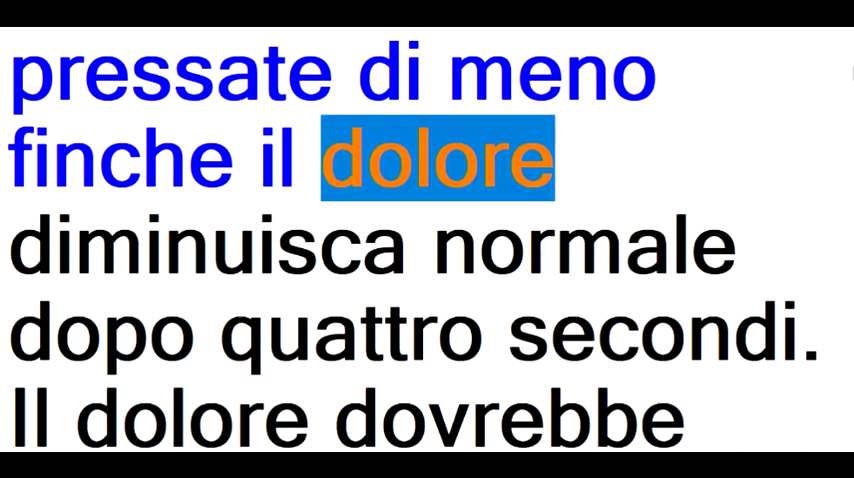 pressate di meno
finche il dolore
diminuisca normale
dopo quattro secondi.
Il dolore dovrebbe